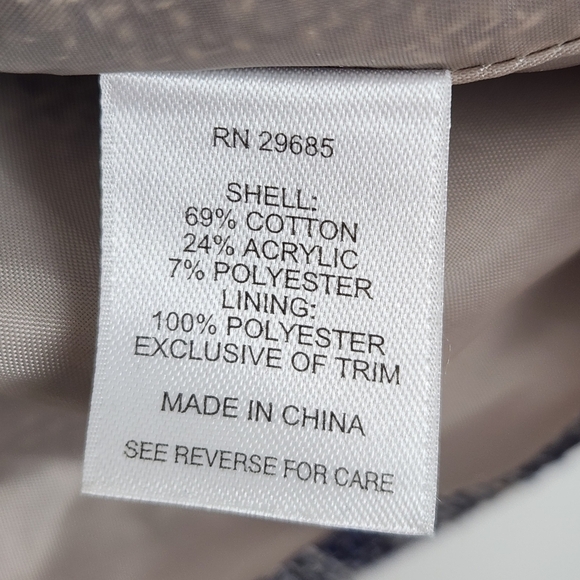 RN 29685
SHELL:
69% COTTON
24% ACRYLIC
7% POLYESTER
LINING:
100% POLYESTER
EXCLUSIVE OF TRIM
MADE IN CHINA
SEE REVERSE FOR CARE